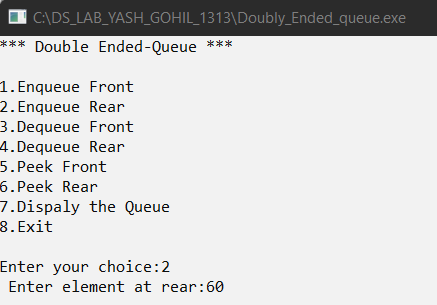 C:\DS_LAB_YASH_GOHIL_1313\Doubly_Ended_queue.exe
*** Double Ended-Queue ***
1.Enqueue Front
2.Enqueue Rear
3.Dequeue Front
4.Dequeue Rear
5.Peek Front
6.Peek Rear
7.Dispaly the Queue
8.Exit
Enter your choice:2
Enter element at rear:60